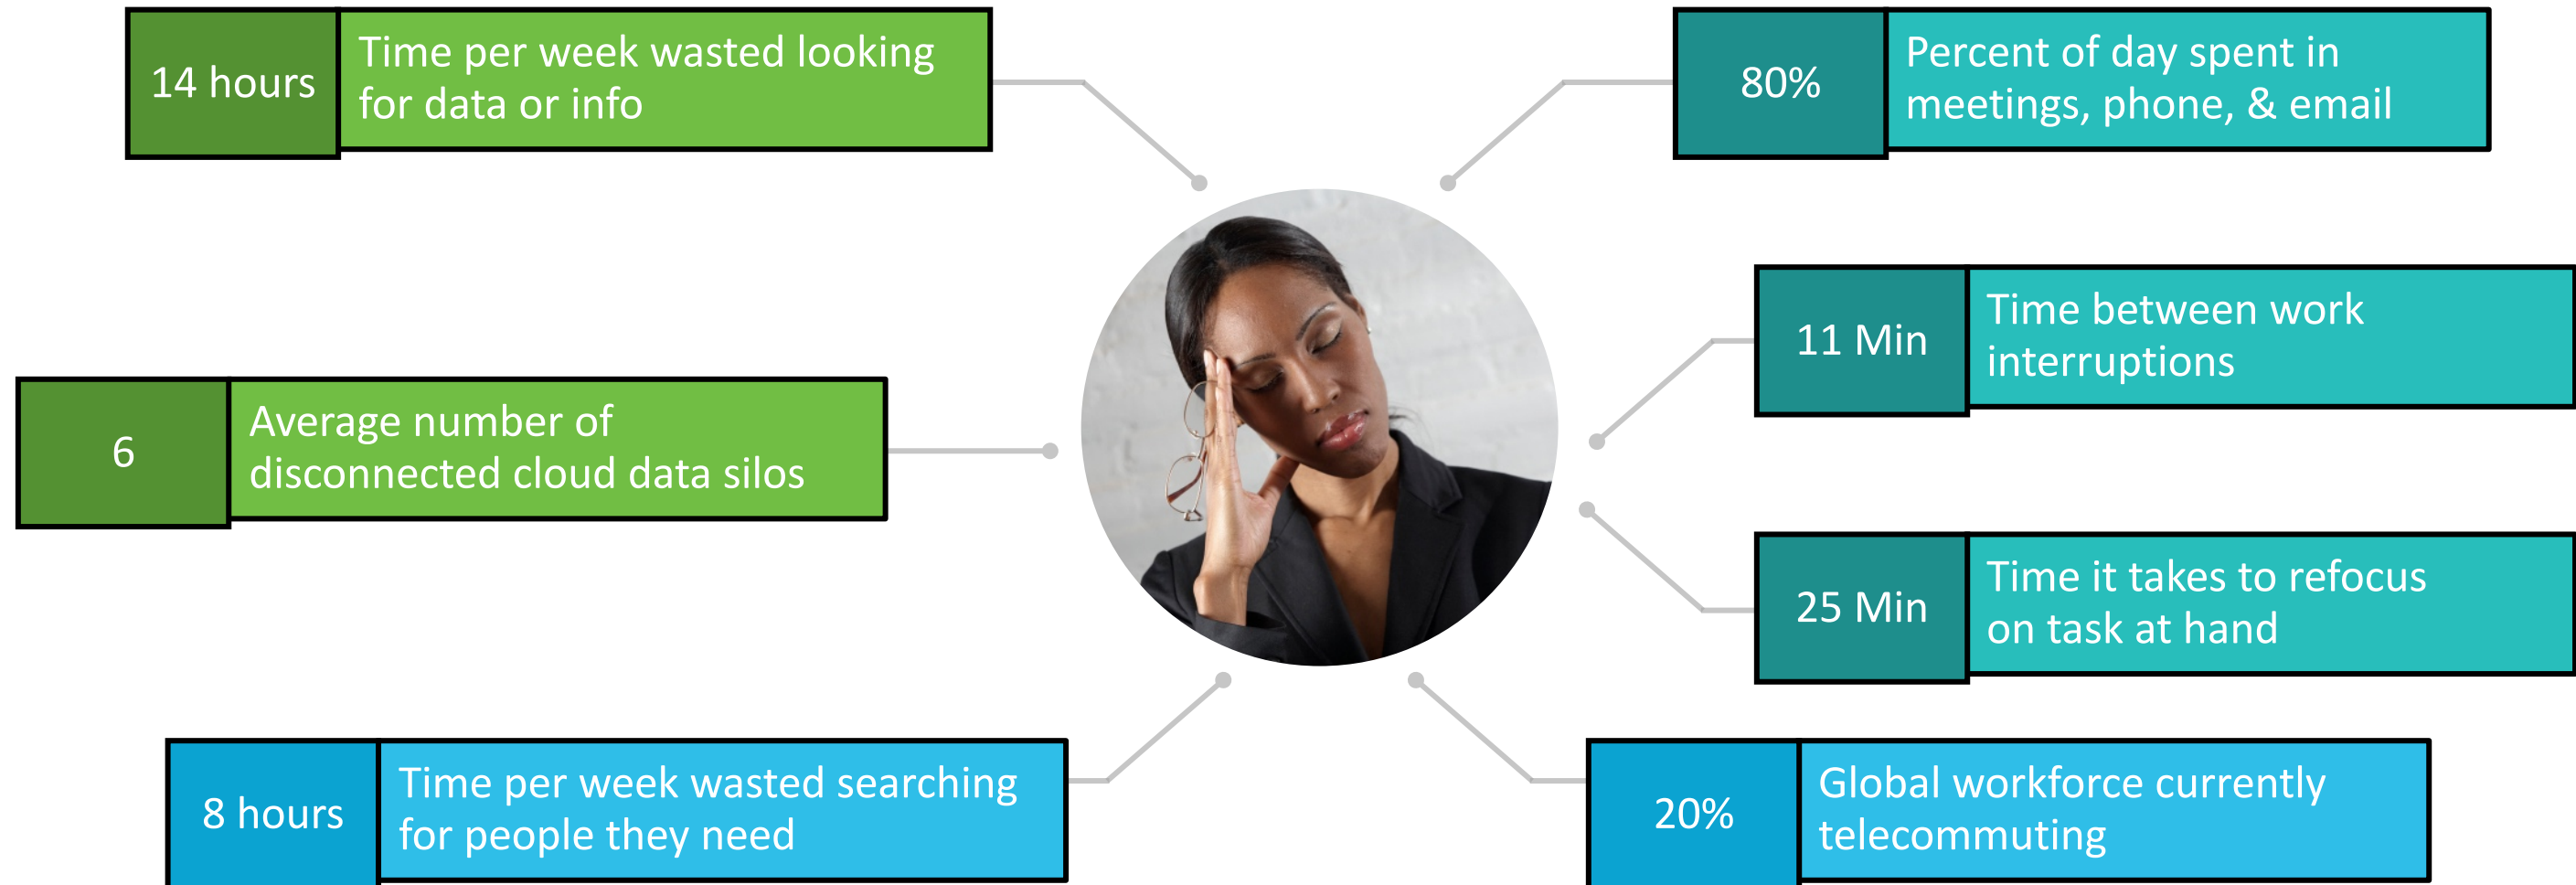 14 hours
Time per week wasted looking
for data or info
80%
Percent of day spent in
meetings, phone, & email
11 Min
Time between work
interruptions
6
Average number of
disconnected cloud data silos
25 Min
Time it takes to refocus
on task at hand
8 hours
Time per week wasted searching
for people they need
20%
Global workforce currently
telecommuting